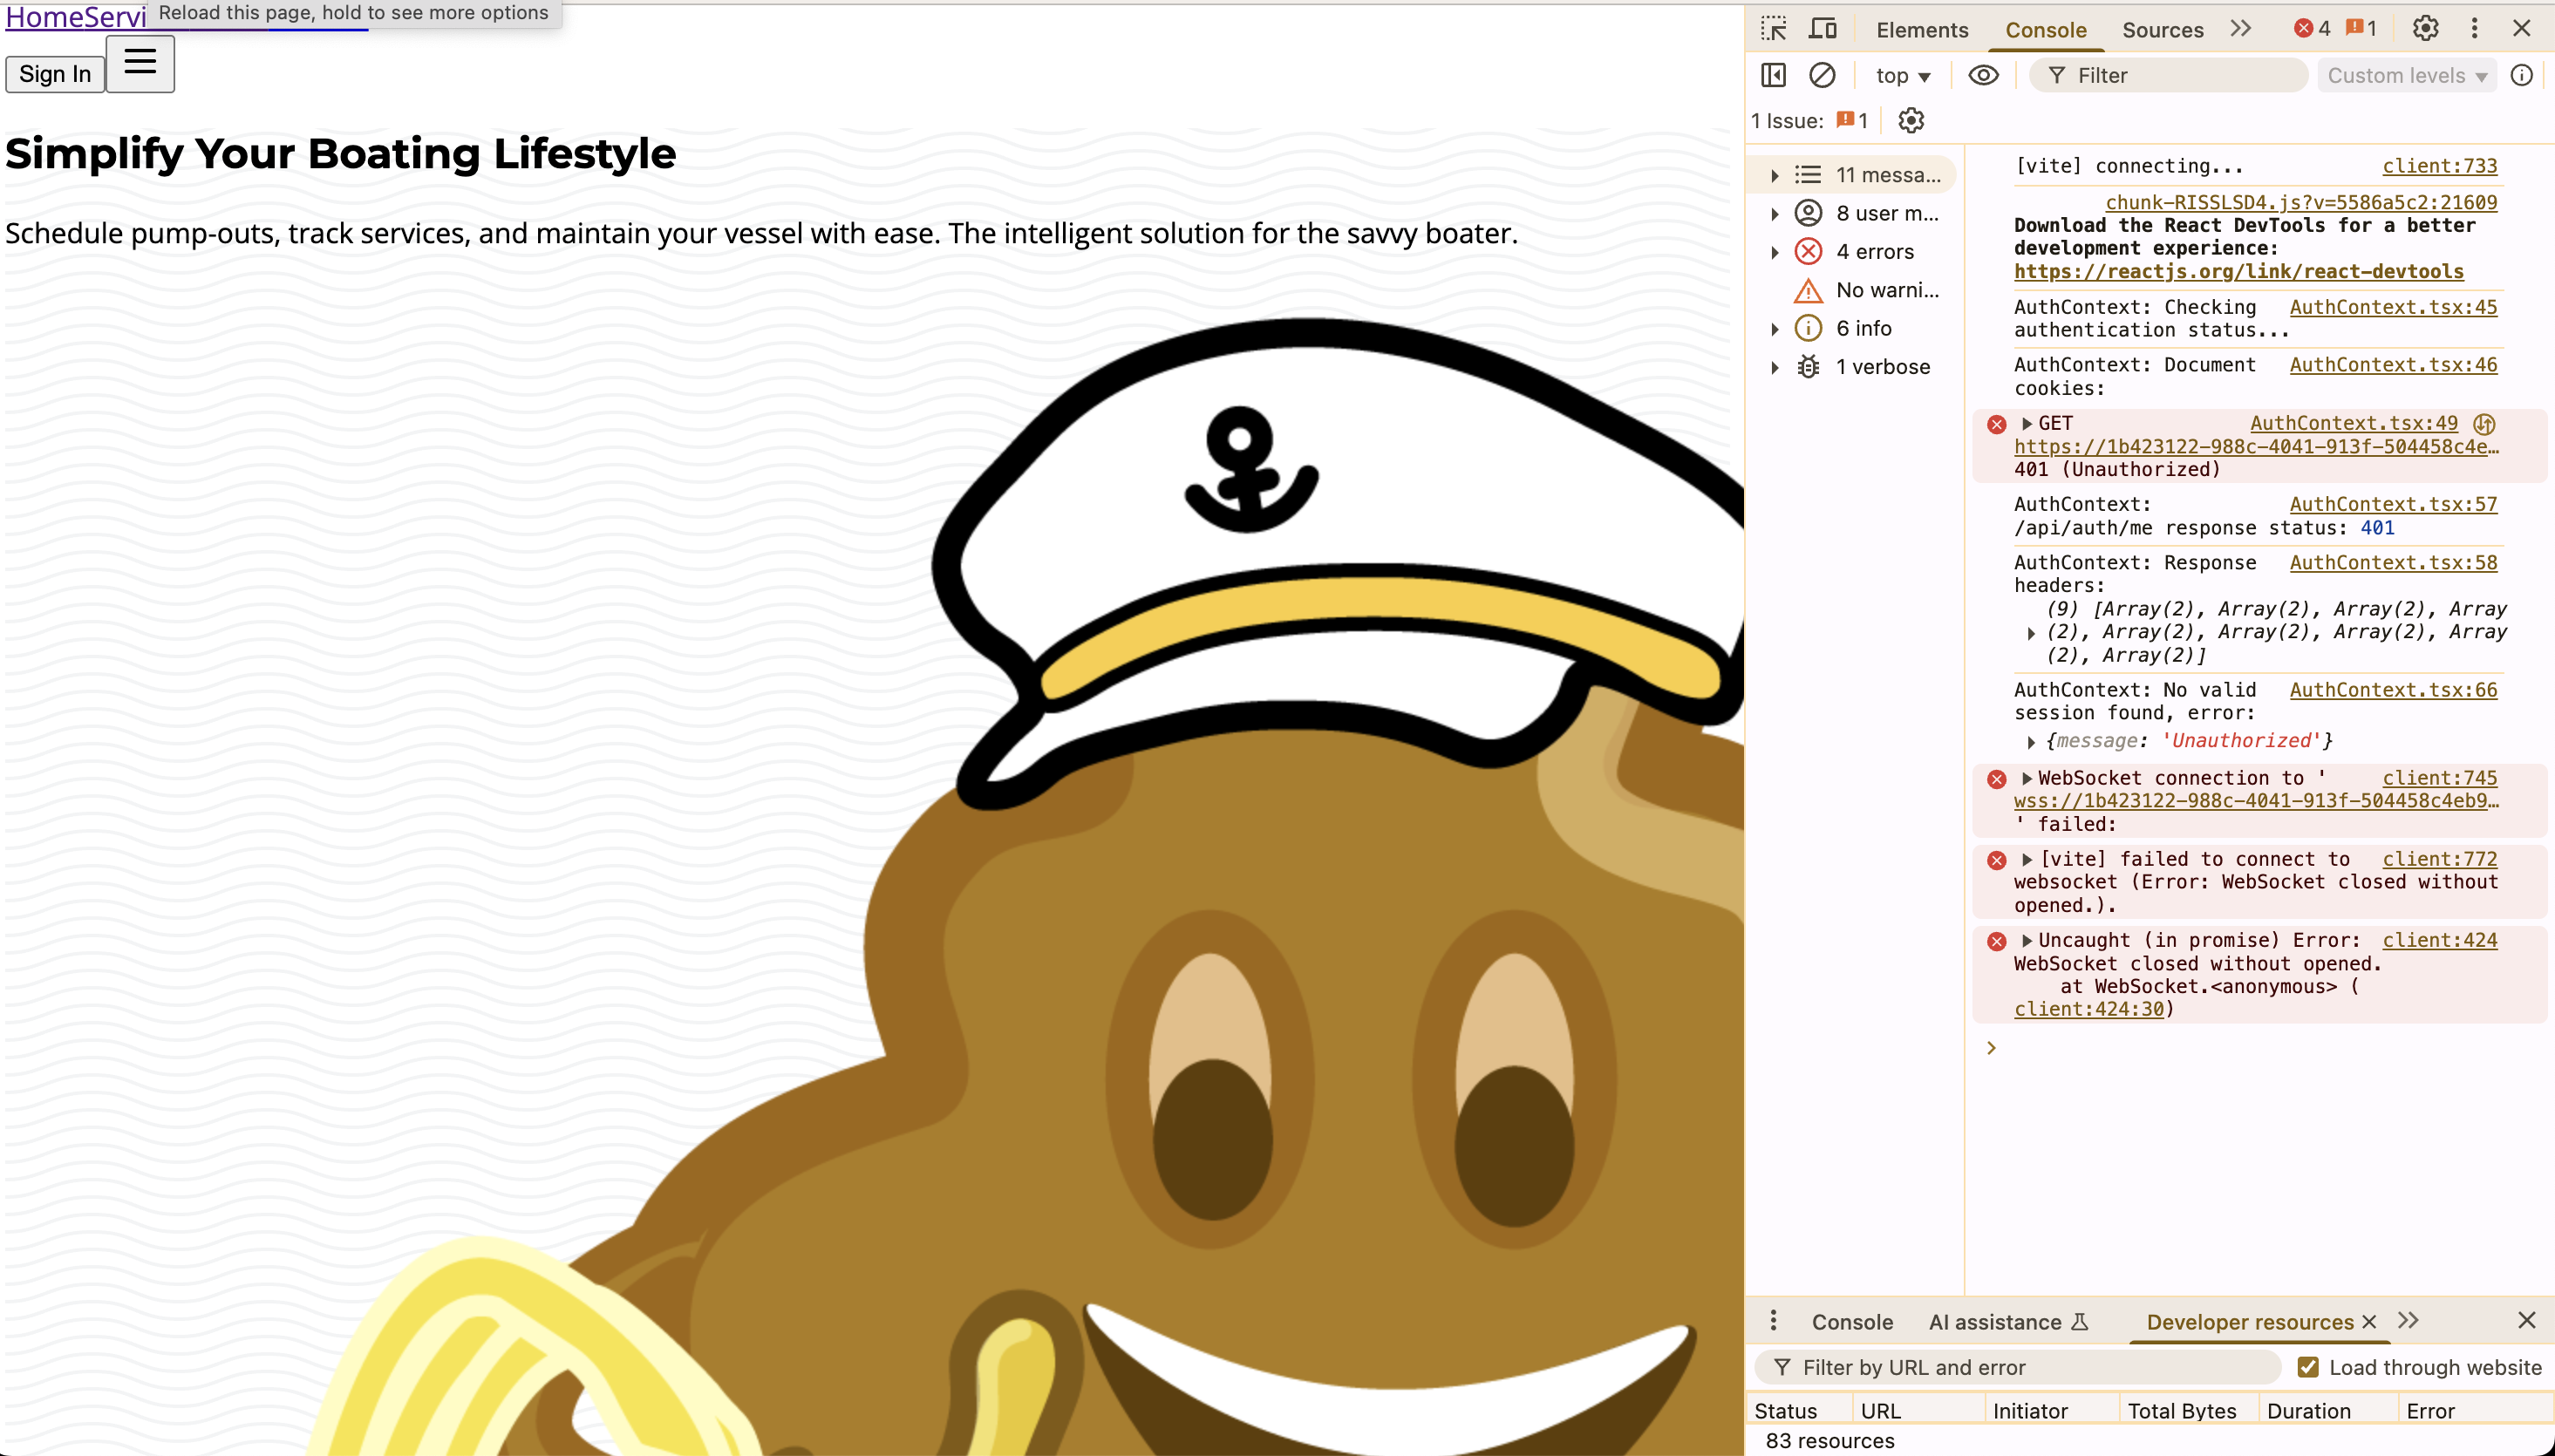 Reload this page, hold to see more options
HomeServi
Sign In
Simplify Your Boating Lifestyle
Schedule pump-outs, track services, and maintain your vessel with ease. The intelligent solution for the savvy boater.
Elements Console Sources 4 1
top Filter Custom levels
1 Issue: 1
11 messa...
8 user m...
4 errors
No warni...
6 info
1 verbose
[vite] connecting... client:733
chunk-RISSLSD4.js?v=5586a5c2:21609
Download the React DevTools for a better
development experience:
https://reactjs.org/link/react-devtools
AuthContext: Checking AuthContext.tsx:45
authentication status...
AuthContext: Document AuthContext.tsx:46
cookies:
GET AuthContext.tsx:49
https://1b423122-988c-4041-913f-504458c4e…
401 (Unauthorized)
AuthContext: AuthContext.tsx:57
/api/auth/me response status: 401
AuthContext: Response AuthContext.tsx:58
headers:
(9) [Array(2), Array(2), Array(2), Array
(2), Array(2), Array(2), Array(2), Array
(2), Array(2)]
AuthContext: No valid AuthContext.tsx:66
session found, error:
{message: 'Unauthorized'}
WebSocket connection to ' client:745
wss://1b423122-988c-4041-913f-504458c4eb9…
' failed:
[vite] failed to connect to client:772
websocket (Error: WebSocket closed without
opened.).
Uncaught (in promise) Error: client:424
WebSocket closed without opened.
at WebSocket.<anonymous> (
client:424:30)
Console AI assistance Developer resources
Filter by URL and error Load through website
Status URL Initiator Total Bytes Duration Error
83 resources